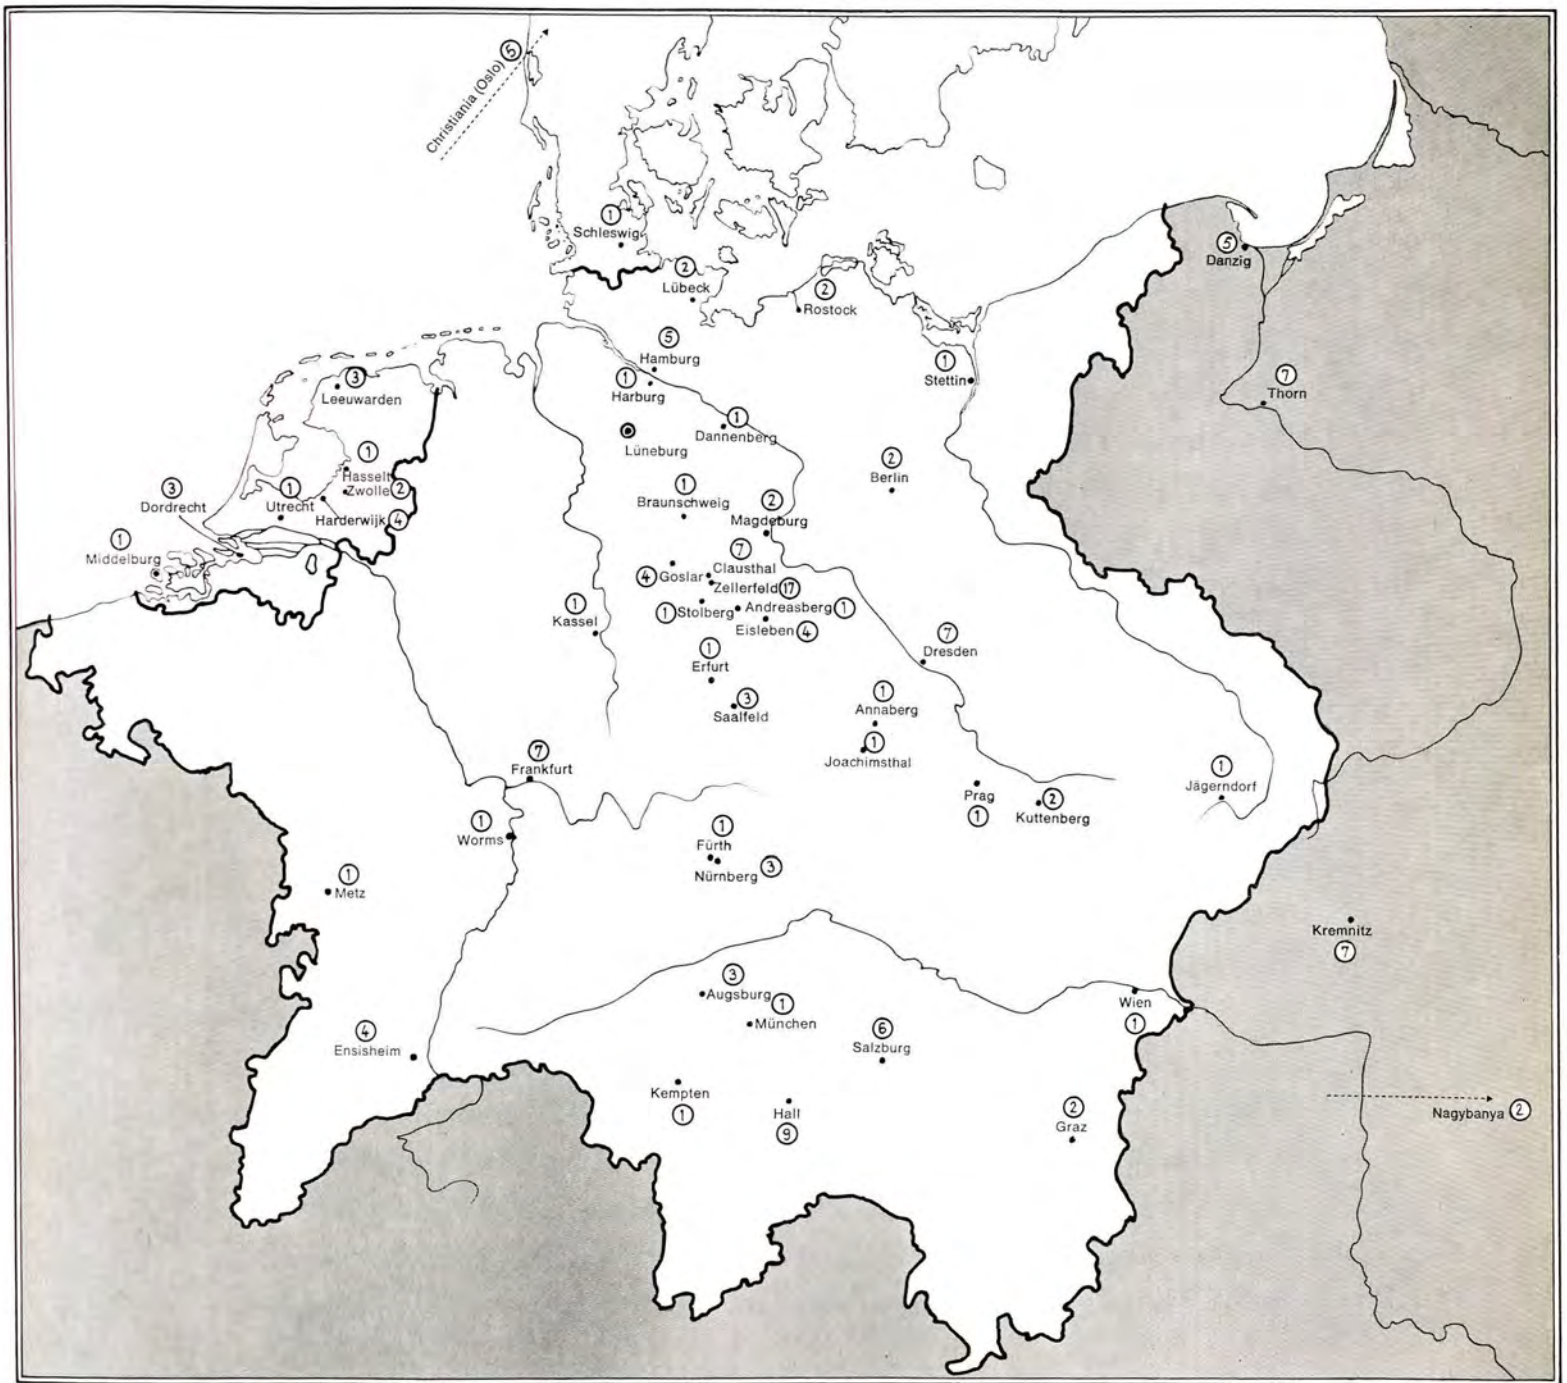 Christiania (Oslo) 5
1
Schleswig
2
Lübeck
2
Rostock
5
Danzig
5
Hamburg
1
Harburg
1
Stettin
7
Thorn
3
Leeuwarden
1
Dannenberg
Lüneburg
1
Hasselt
Zwolle 2
2
Berlin
3
Dordrecht
1
Utrecht
Harderwijk 4
1
Braunschweig
2
Magdeburg
1
Middelburg
7
Clausthal
4 Goslar
Zellerfeld 17
1 Stolberg
Andreasberg 1
Eisleben 4
1
Kassel
7
Dresden
1
Erfurt
3
Saalfeld
1
Annaberg
1
Joachimsthal
7
Frankfurt
Prag
1
2
Kuttenberg
1
Jägerndorf
1
Worms
1
Fürth
Nürnberg 3
1
Metz
Kremnitz
7
3
Augsburg
1
München
Wien
1
4
Ensisheim
6
Salzburg
Kempten
1
Hall
9
2
Graz
Nagybanya 2